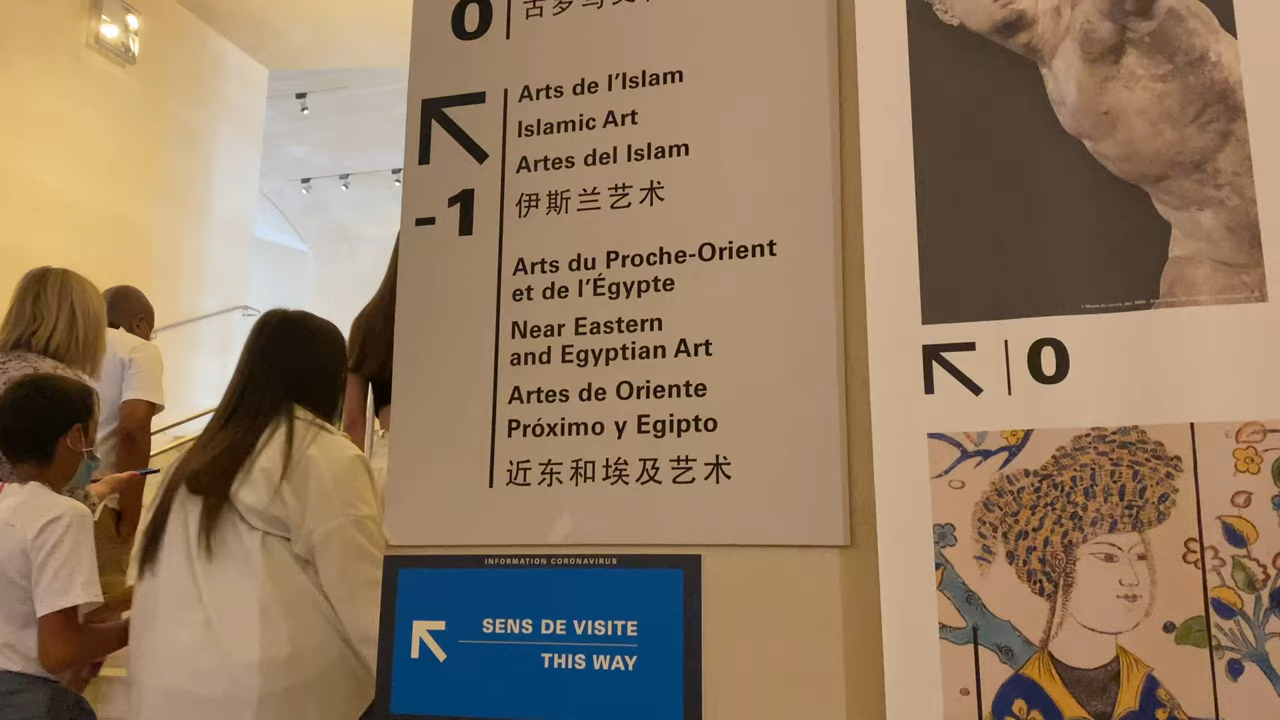 0
Arts de l'Islam
Islamic Art
Artes del Islam
伊斯兰艺术
-1
Arts du Proche-Orient
et de l'Égypte
Near Eastern
and Egyptian Art
Artes de Oriente
Próximo y Egipto
近东和埃及艺术
INFORMATION CORONAVIRUS
SENS DE VISITE
THIS WAY
0